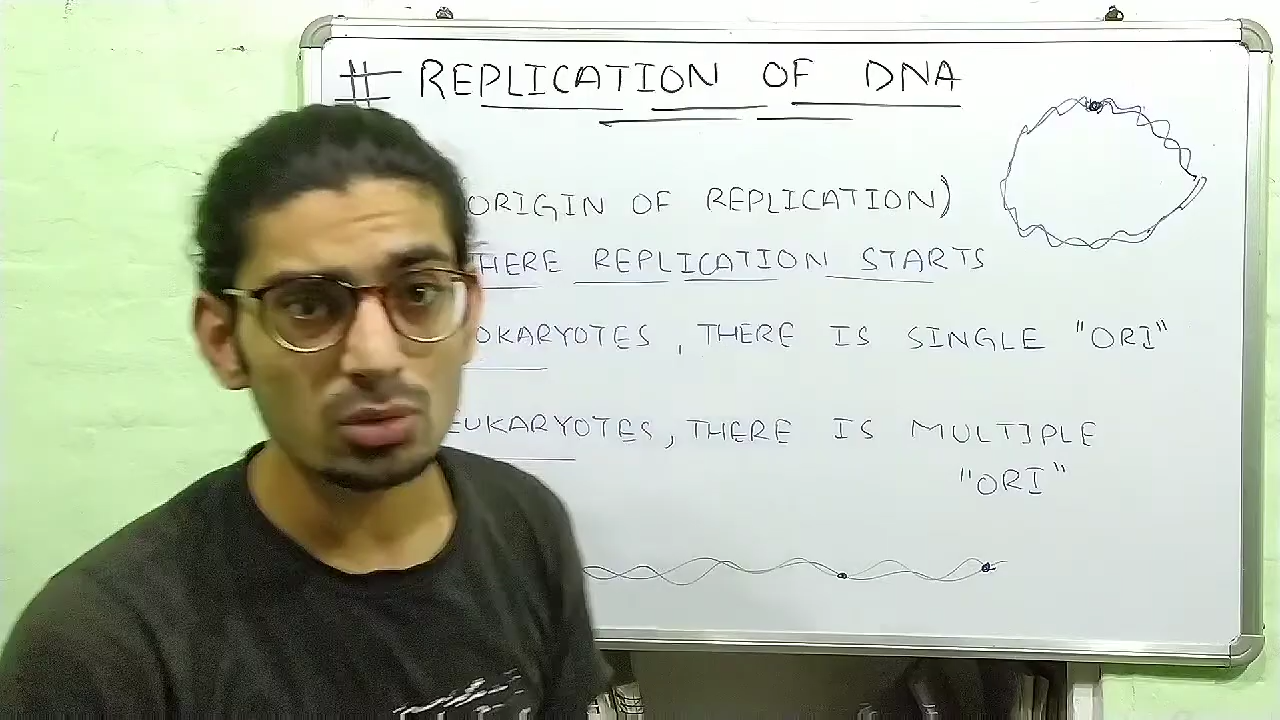 # REPLICATION OF DNA
(ORIGIN OF REPLICATION)
HERE REPLICATION STARTS
OKARYOTES, THERE IS SINGLE "ORI"
EUKARYOTES, THERE IS MULTIPLE
"ORI"